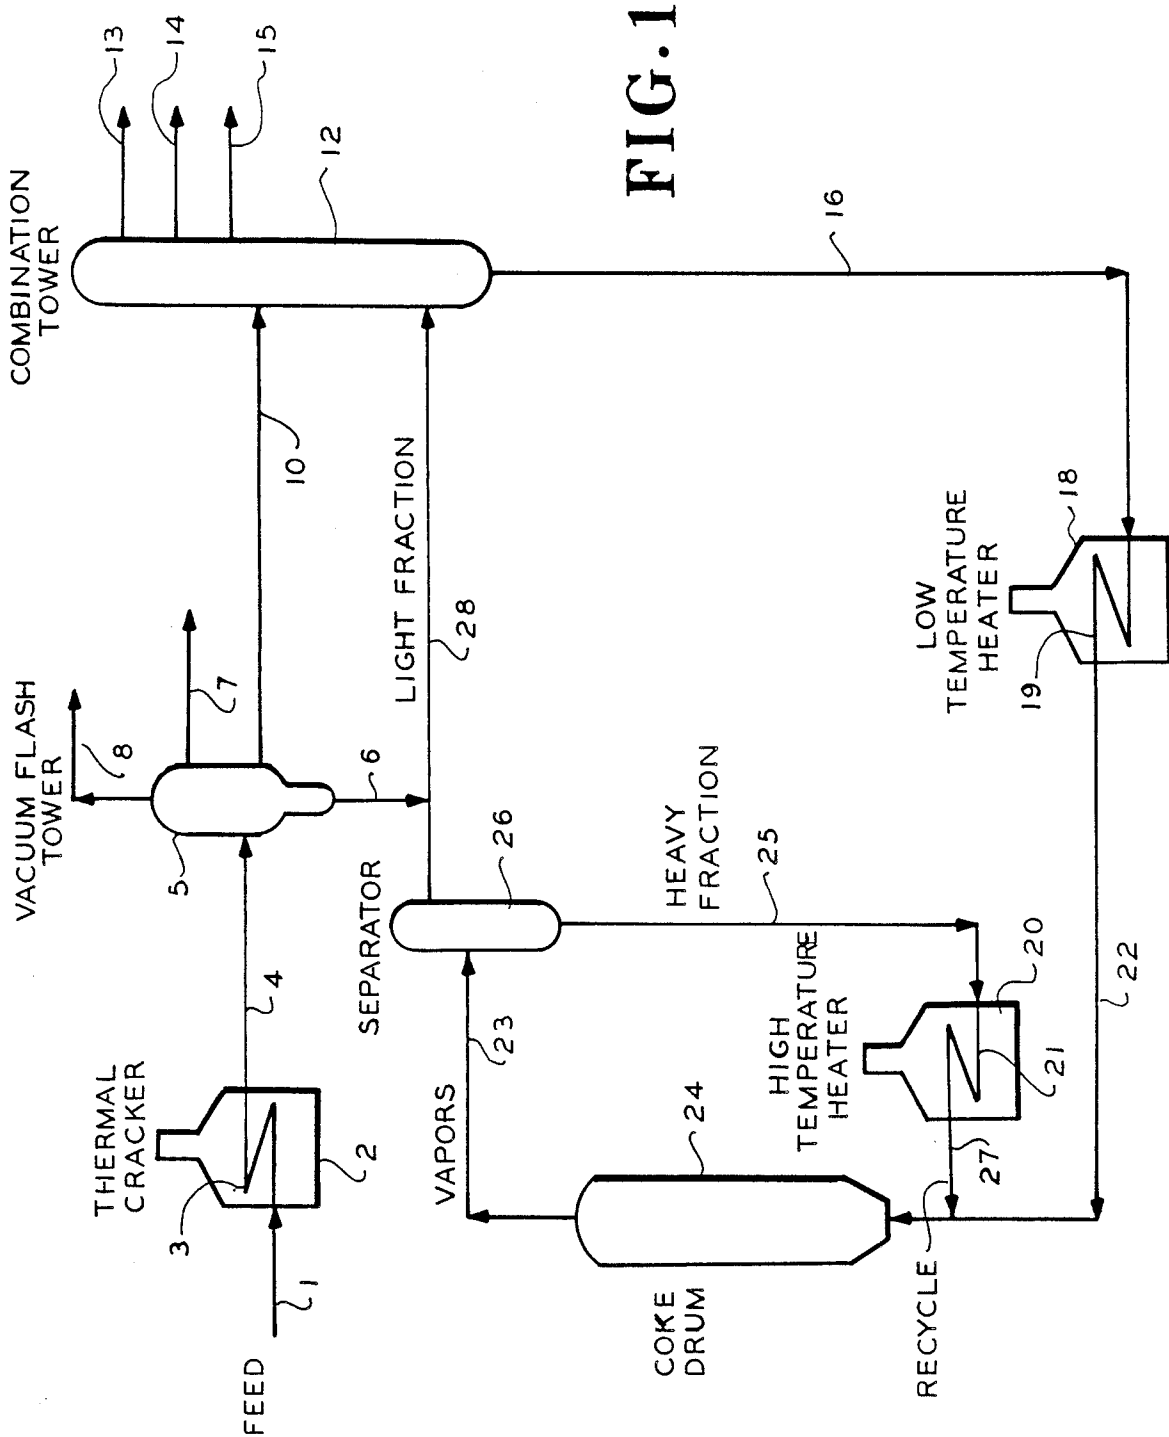 COMBINATION
TOWER
13
14
15
12
FIG.1
16
10
LIGHT FRACTION
28
VACUUM FLASH
TOWER
8
7
5
6
SEPARATOR
26
HEAVY
FRACTION
25
LOW
TEMPERATURE
HEATER
18
19
THERMAL
CRACKER
4
3
2
1
FEED
VAPORS
23
24
COKE
DRUM
HIGH
TEMPERATURE
HEATER
20
21
22
27
RECYCLE